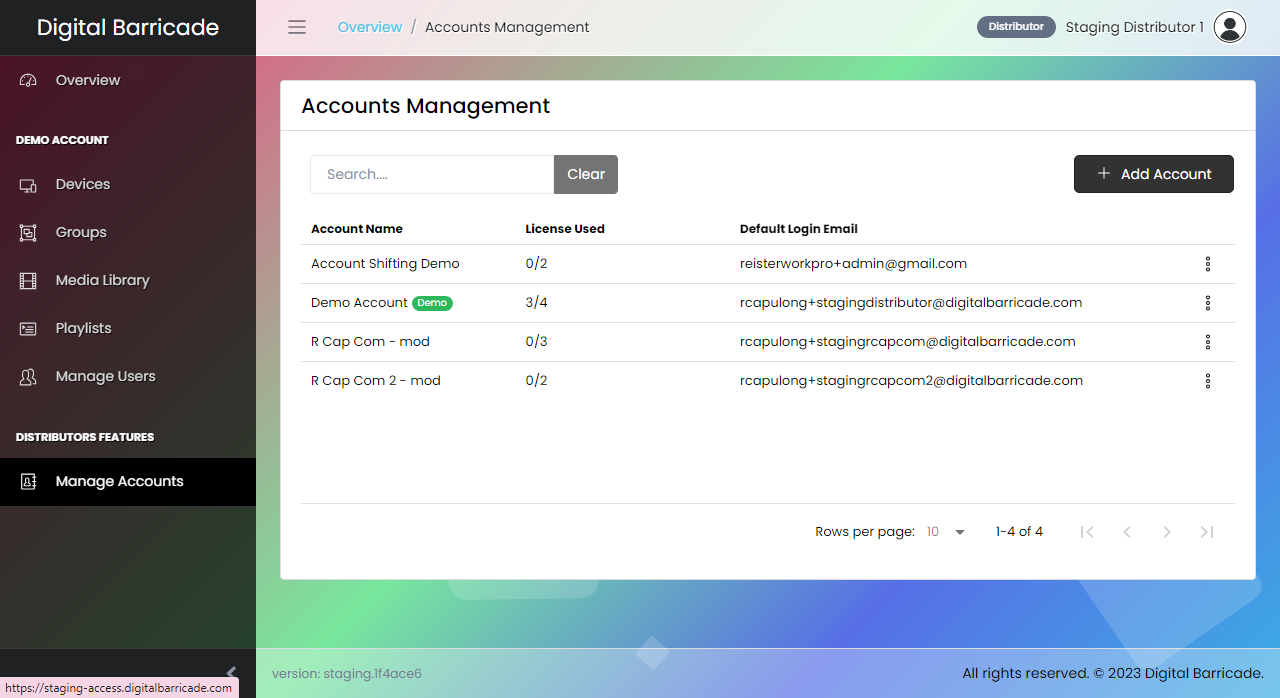 Digital Barricade
Overview / Accounts Management
Distributor Staging Distributor 1
Overview
DEMO ACCOUNT
Devices
Groups
Media Library
Playlists
Manage Users
DISTRIBUTORS FEATURES
Manage Accounts
Accounts Management
Search.... Clear + Add Account
Account Name License Used Default Login Email
Account Shifting Demo 0/2 reisterworkpro+admin@gmail.com
Demo Account Demo 3/4 rcapulong+stagingdistributor@digitalbarricade.com
R Cap Com - mod 0/3 rcapulong+stagingrcapcom@digitalbarricade.com
R Cap Com 2 - mod 0/2 rcapulong+stagingrcapcom2@digitalbarricade.com
Rows per page: 10 1-4 of 4
version: staging.1f4ace6 All rights reserved. © 2023 Digital Barricade.
https://staging-access.digitalbarricade.com